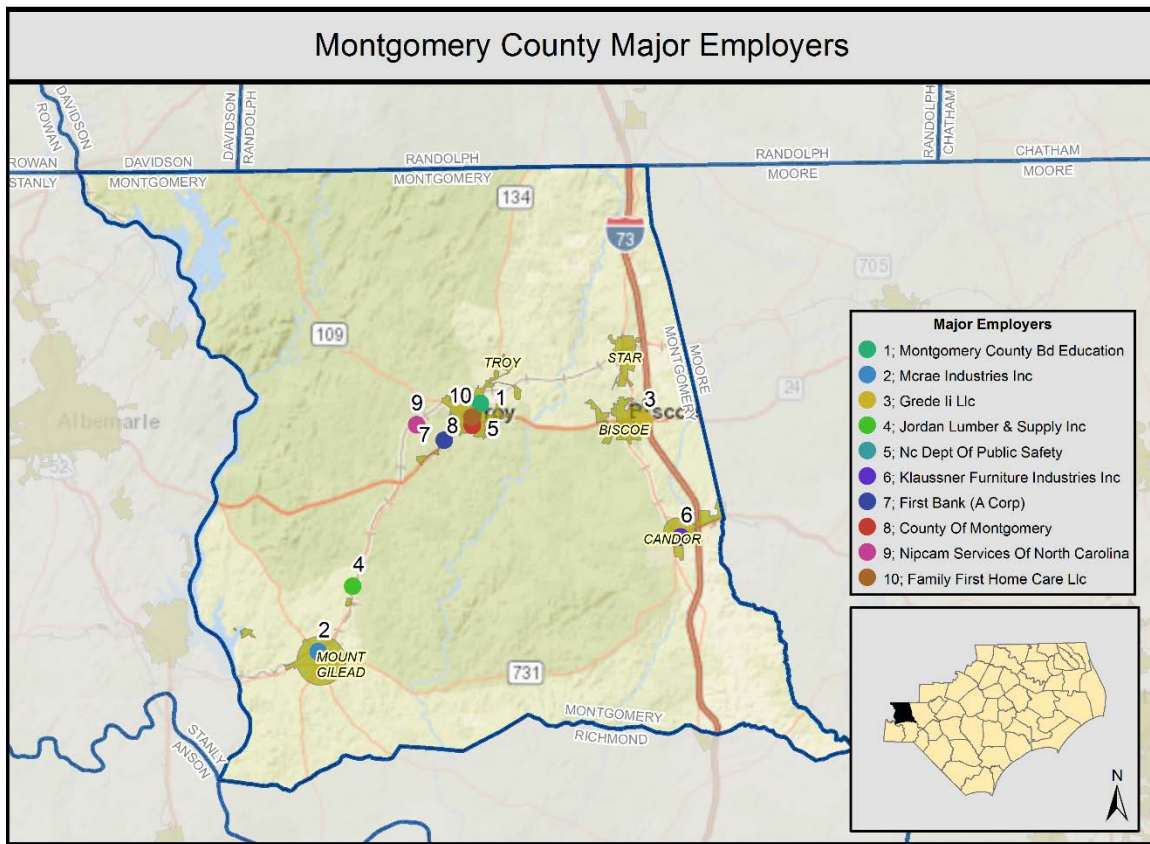 Montgomery County Major Employers
DAVIDSON
ROWAN
DAVIDSON
RANDOLPH
RANDOLPH
CHATHAM
ROWAN
STANLY
DAVIDSON
MONTGOMERY
RANDOLPH
MONTGOMERY
RANDOLPH
MOORE
CHATHAM
MOORE
134
73
705
109
MOORE
MONTGOMERY
24
TROY
STAR
Albemarle
9
10
1
roy
3
Bisco
BISCOE
7
8
5
52
6
CANDOR
4
2
MOUNT
GILEAD
731
MONTGOMERY
RICHMOND
STANLY
ANSON
Major Employers
1; Montgomery County Bd Education
2; Mcrae Industries Inc
3; Grede Ii Llc
4; Jordan Lumber & Supply Inc
5; Nc Dept Of Public Safety
6; Klaussner Furniture Industries Inc
7; First Bank (A Corp)
8; County Of Montgomery
9; Nipcam Services Of North Carolina
10; Family First Home Care Llc
N